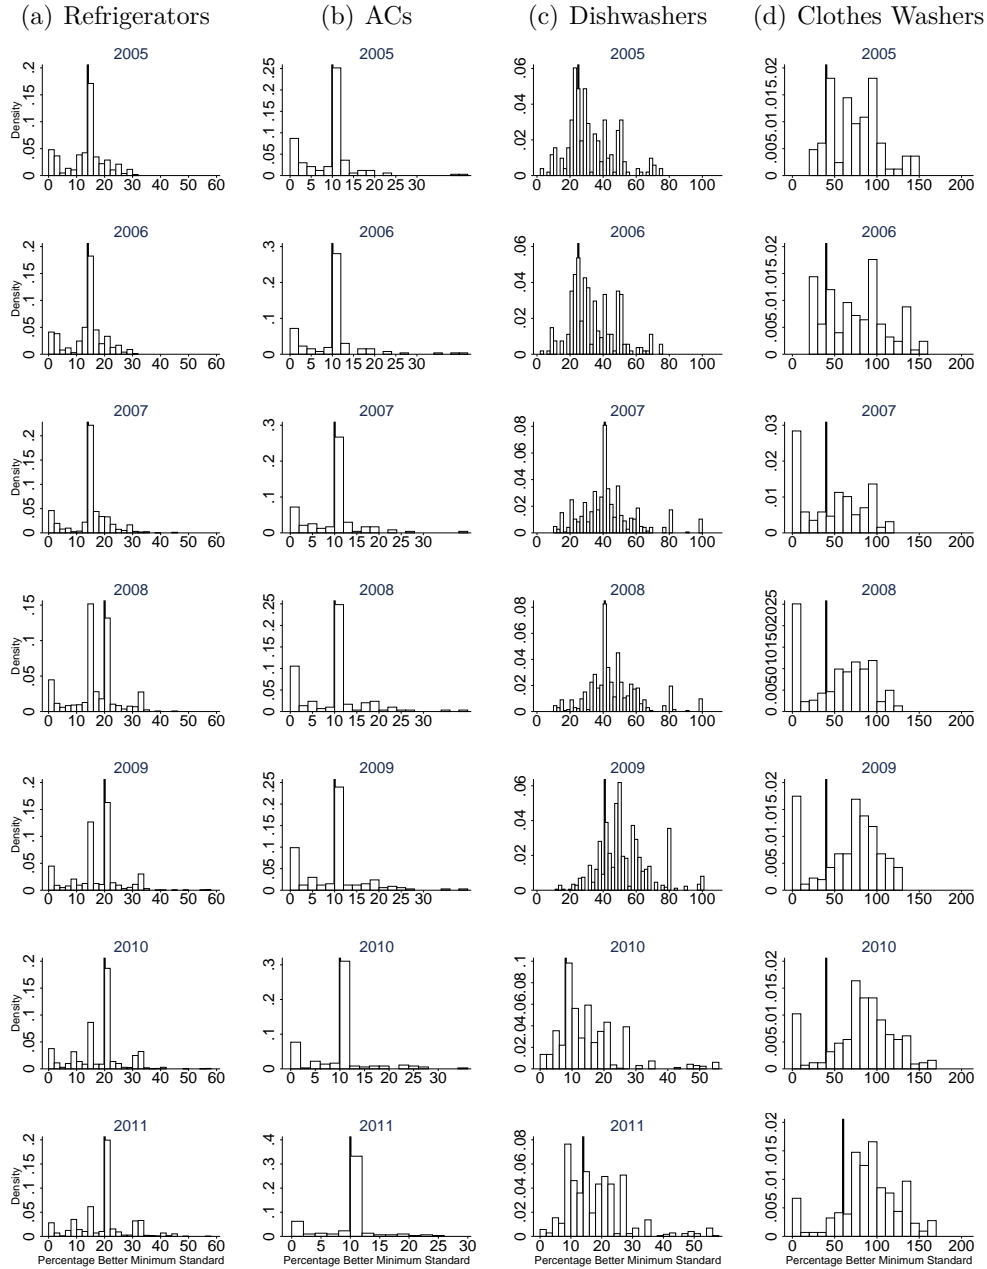 (a) Refrigerators
(b) ACs
(c) Dishwashers
(d) Clothes Washers
2005
Density
0 .05 .1 .15 .2
0 10 20 30 40 50 60
2005
0 .05 .1 .15 .2 .25
0 5 10 15 20 25 30
2005
0 .02 .04 .06
0 20 40 60 80 100
2005
0 .005 .01 .015 .02
0 50 100 150 200
2006
Density
0 .05 .1 .15 .2
0 10 20 30 40 50 60
2006
0 .1 .2 .3
0 5 10 15 20 25 30
2006
0 .02 .04 .06
0 20 40 60 80 100
2006
0 .005 .01 .015 .02
0 50 100 150 200
2007
Density
0 .05 .1 .15 .2
0 10 20 30 40 50 60
2007
0 .1 .2 .3
0 5 10 15 20 25 30
2007
0 .02 .04 .06 .08
0 20 40 60 80 100
2007
0 .01 .02 .03
0 50 100 150 200
2008
Density
0 .05 .1 .15
0 10 20 30 40 50 60
2008
0 .05 .1 .15 .2 .25
0 5 10 15 20 25 30
2008
0 .02 .04 .06 .08
0 20 40 60 80 100
2008
0 .005 .01 .015 .02 .025
0 50 100 150 200
2009
Density
0 .05 .1 .15 .2
0 10 20 30 40 50 60
2009
0 .05 .1 .15 .2 .25
0 5 10 15 20 25 30
2009
0 .02 .04 .06
0 20 40 60 80 100
2009
0 .005 .01 .015 .02
0 50 100 150 200
2010
Density
0 .05 .1 .15 .2
0 10 20 30 40 50 60
2010
0 .1 .2 .3
0 5 10 15 20 25 30
2010
0 .02 .04 .06 .08 .1
0 10 20 30 40 50
2010
0 .005 .01 .015 .02
0 50 100 150 200
2011
Density
0 .05 .1 .15 .2
0 10 20 30 40 50 60
Percentage Better Minimum Standard
2011
0 .1 .2 .3 .4
0 5 10 15 20 25 30
Percentage Better Minimum Standard
2011
0 .02 .04 .06 .08
0 10 20 30 40 50
Percentage Better Minimum Standard
2011
0 .005 .01 .015 .02
0 50 100 150 200
Percentage Better Minimum Standard